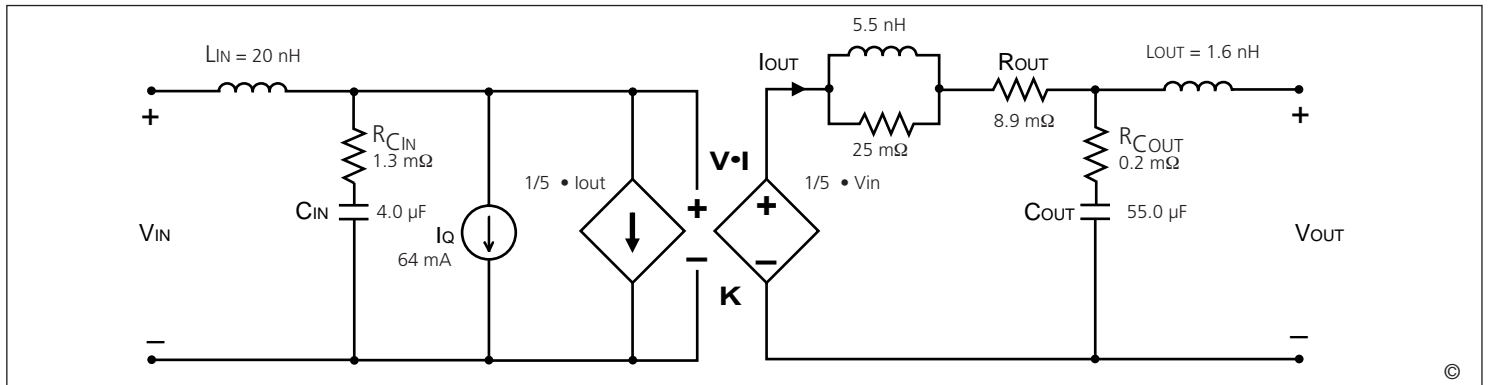 LIN = 20 nH
+
VIN
–
RCIN
1.3 mΩ
CIN
4.0 µF
IQ
64 mA
1/5 • Iout
V•I
+
–
K
1/5 • Vin
+
–
IOUT
5.5 nH
25 mΩ
ROUT
8.9 mΩ
RCOUT
0.2 mΩ
COUT
55.0 µF
LOUT = 1.6 nH
+
VOUT
–
©